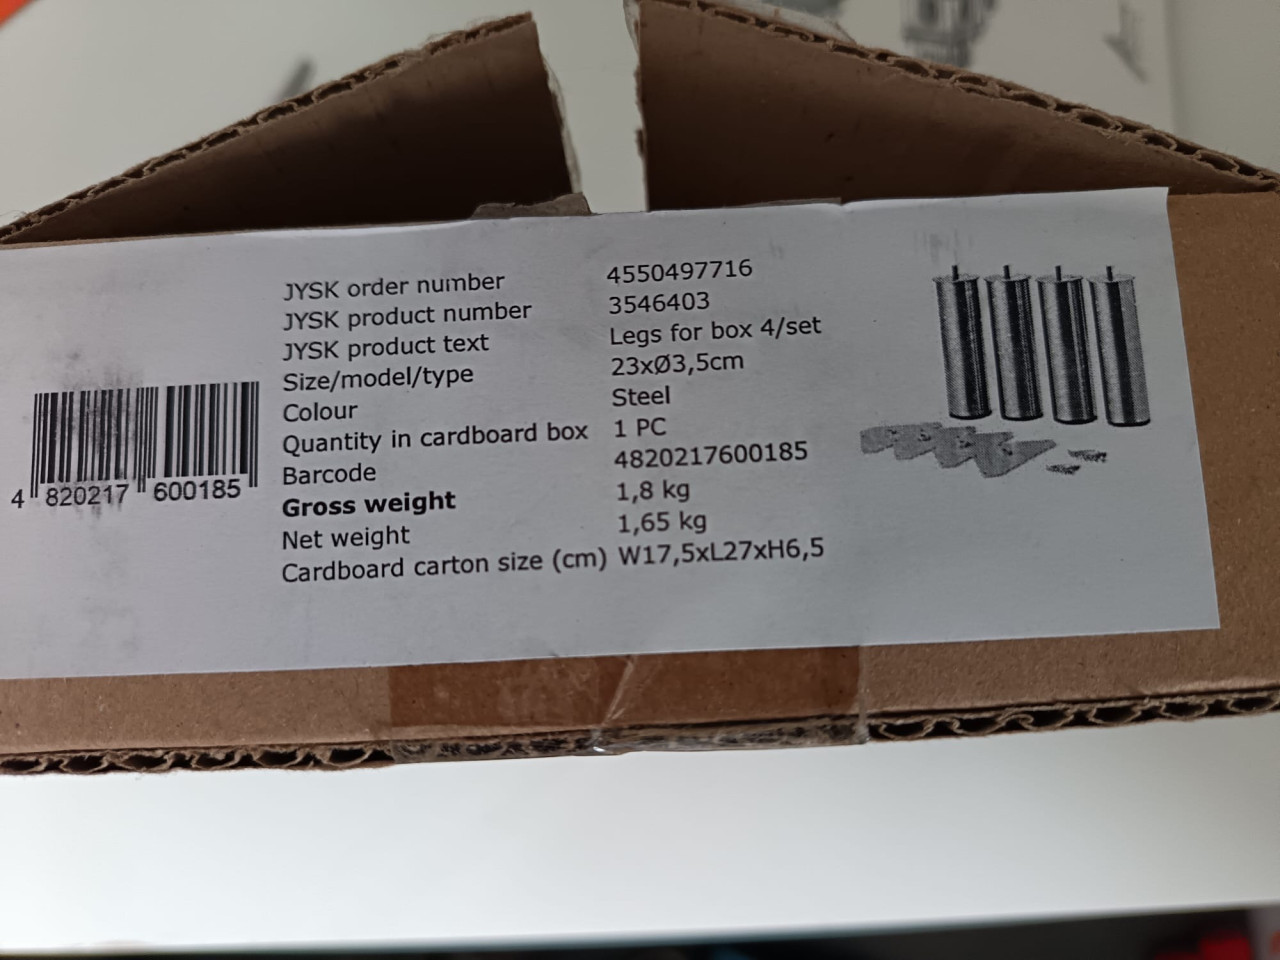 JYSK order number 4550497716
JYSK product number 3546403
JYSK product text Legs for box 4/set
Size/model/type 23xØ3,5cm
Colour Steel
Quantity in cardboard box 1 PC
Barcode 4820217600185
Gross weight 1,8 kg
Net weight 1,65 kg
Cardboard carton size (cm) W17,5xL27xH6,5
4 820217 600185